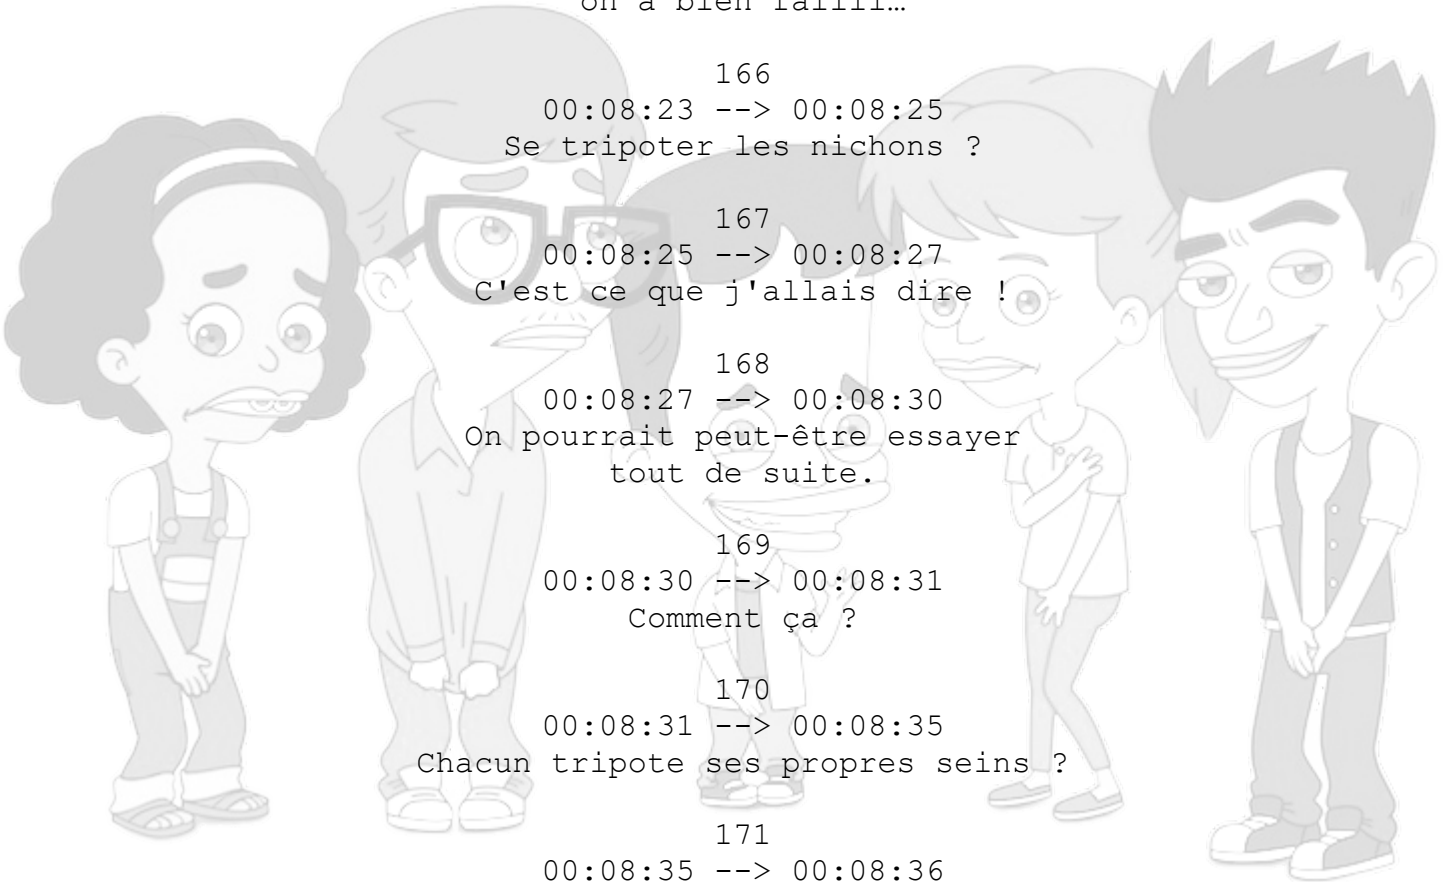 on a bien failli…
166
00:08:23 --> 00:08:25
Se tripoter les nichons ?
167
00:08:25 --> 00:08:27
C'est ce que j'allais dire !
168
00:08:27 --> 00:08:30
On pourrait peut-être essayer
tout de suite.
169
00:08:30 --> 00:08:31
Comment ça ?
170
00:08:31 --> 00:08:35
Chacun tripote ses propres seins ?
171
00:08:35 --> 00:08:36